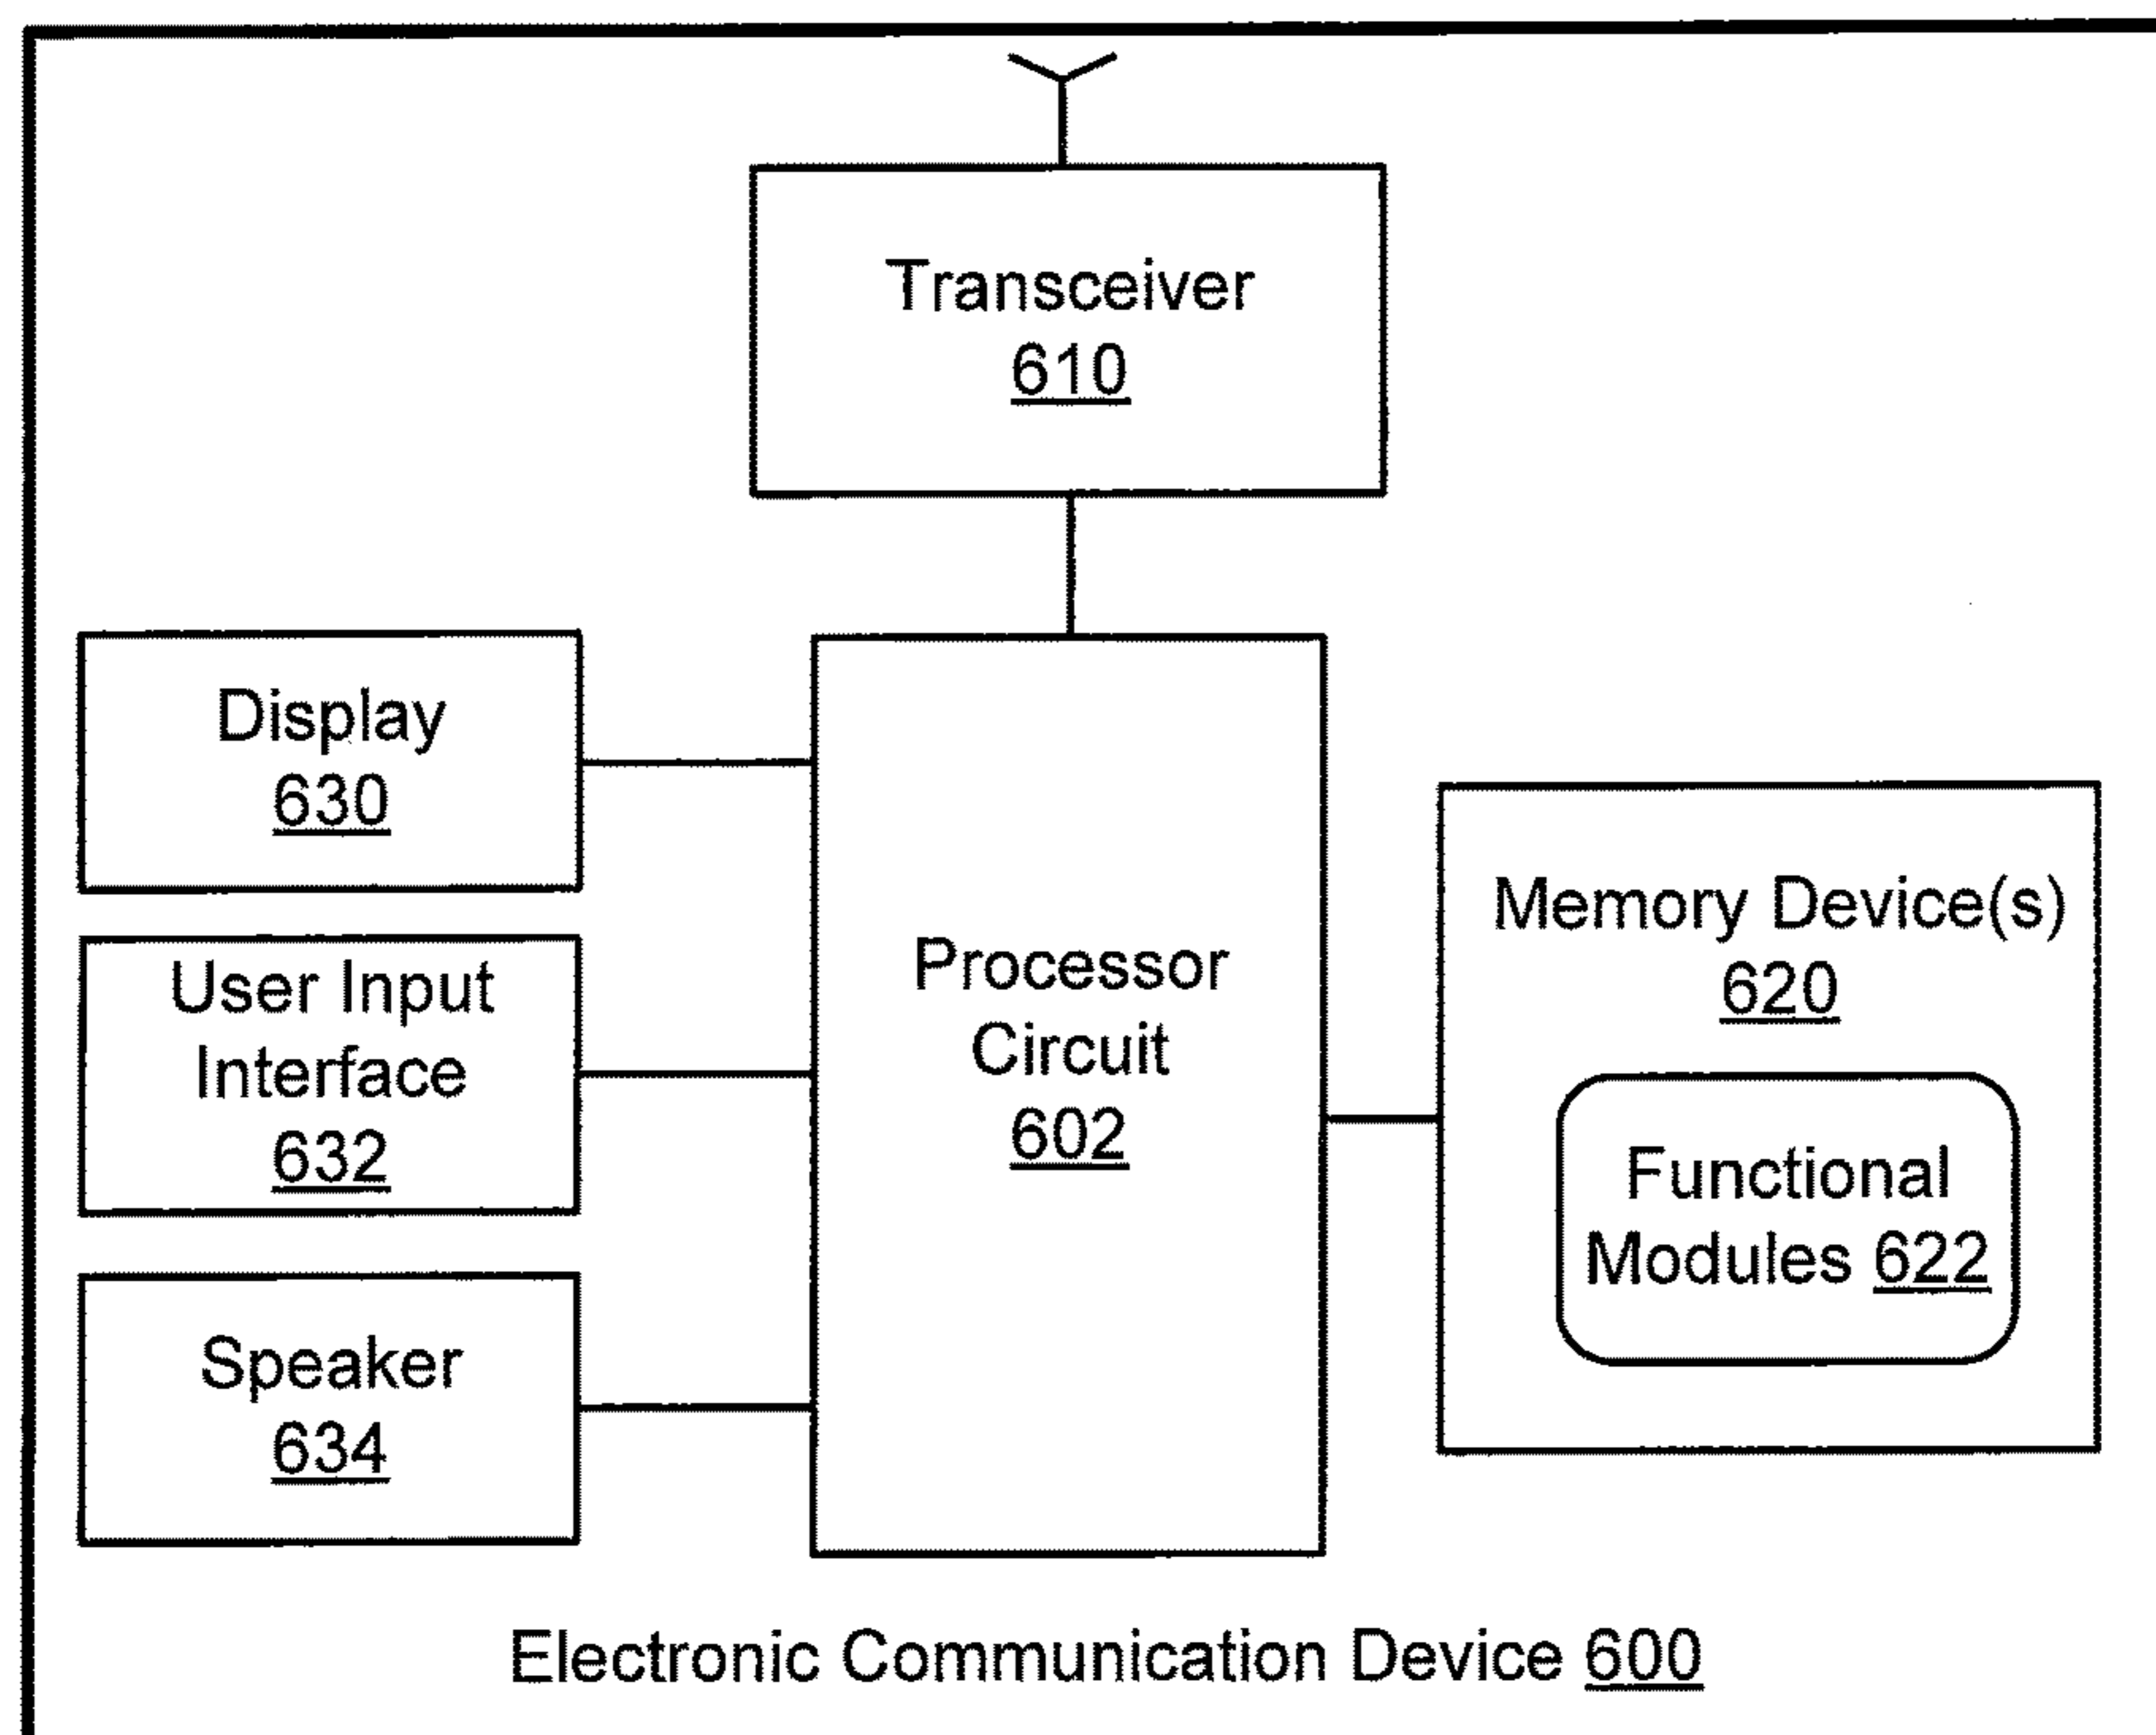 Transceiver
610
Display
630
User Input
Interface
632
Speaker
634
Processor
Circuit
602
Memory Device(s)
620
Functional
Modules 622
Electronic Communication Device 600